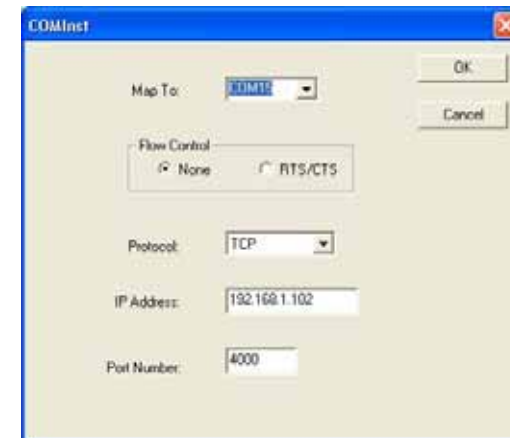 COMInst
OK
Map To: COM15
Cancel
Flow Control
None RTS/CTS
Protocol: TCP
IP Address: 192.168.1.102
Port Number: 4000